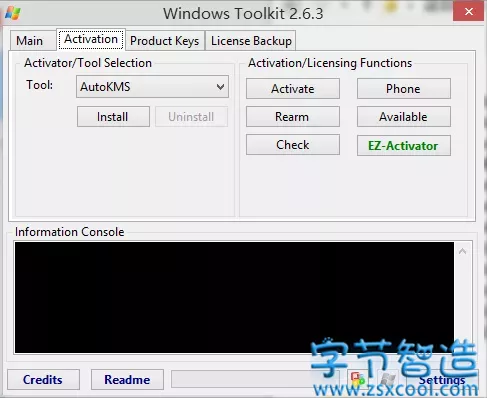 Windows Toolkit 2.6.3
Main Activation Product Keys License Backup
Activator/Tool Selection
Tool: AutoKMS
Install Uninstall
Activation/Licensing Functions
Activate Phone
Rearm Available
Check EZ-Activator
Information Console
字节智造
Credits Readme Settings
www.zsxcool.com